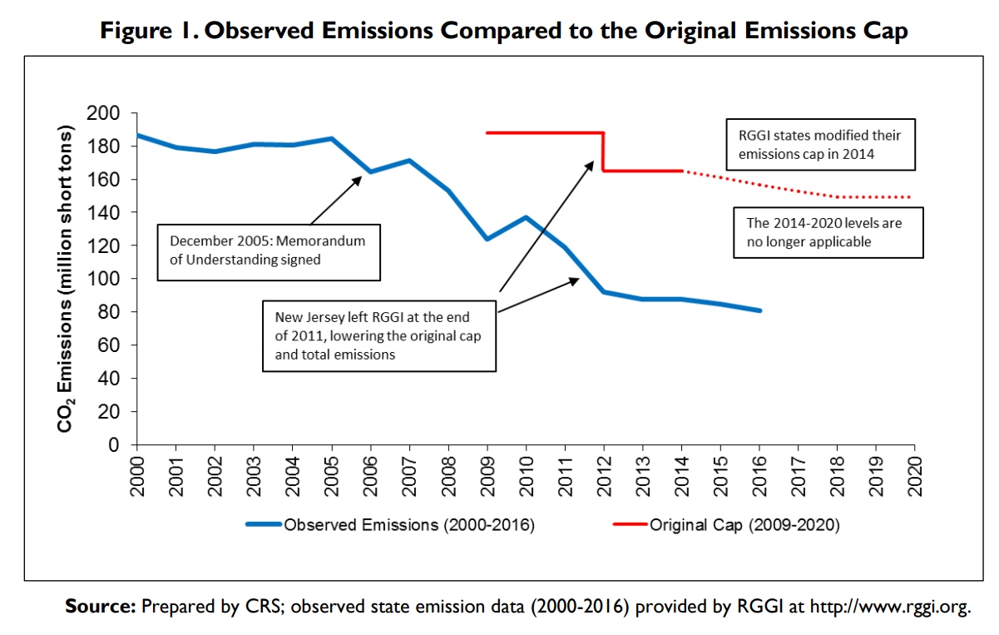 Figure 1. Observed Emissions Compared to the Original Emissions Cap
CO2 Emissions (million short tons)
200
180
160
140
120
100
80
60
40
20
0
RGGI states modified their
emissions cap in 2014
The 2014-2020 levels are
no longer applicable
December 2005: Memorandum
of Understanding signed
New Jersey left RGGI at the end
of 2011, lowering the original cap
and total emissions
2000
2001
2002
2003
2004
2005
2006
2007
2008
2009
2010
2011
2012
2013
2014
2015
2016
2017
2018
2019
2020
Observed Emissions (2000-2016)
Original Cap (2009-2020)
Source: Prepared by CRS; observed state emission data (2000-2016) provided by RGGI at http://www.rggi.org.